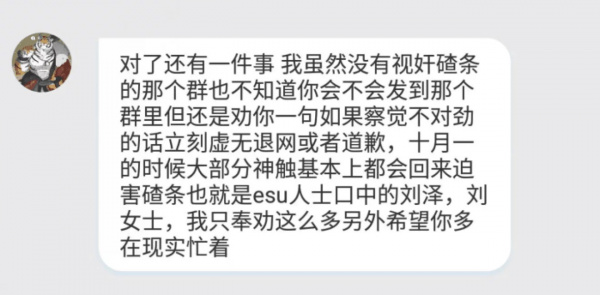 对了还有一件事 我虽然没有视奸碴条
的那个群也不知道你会不会发到那个
群里但还是劝你一句如果察觉不对劲
的话立刻虚无退网或者道歉，十月一
的时候大部分神触基本上都会回来迫
害碴条也就是esu人士口中的刘泽，刘
女士，我只奉劝这么多另外希望你多
在现实忙着